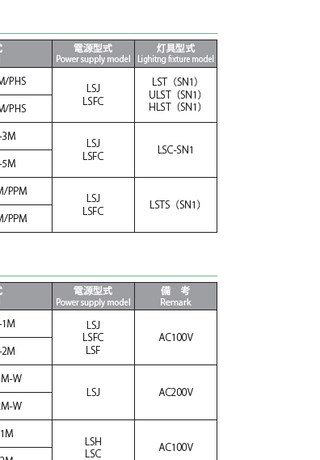 式 電源型式 灯具型式
Power supply model Lighitng fixture model
M/PHS LSJ LSFC LST（SN1）
M/PHS ULST（SN1）
HLST（SN1）
-3M LSJ LSFC LSC-SN1
-5M
M/PPM LSJ LSFC LSTS（SN1）
M/PPM
式 電源型式 備 考
Power supply model Remark
-1M LSJ LSFC LSF AC100V
-2M
M-W LSJ AC200V
M-W
1M LSH LSC AC100V
2M